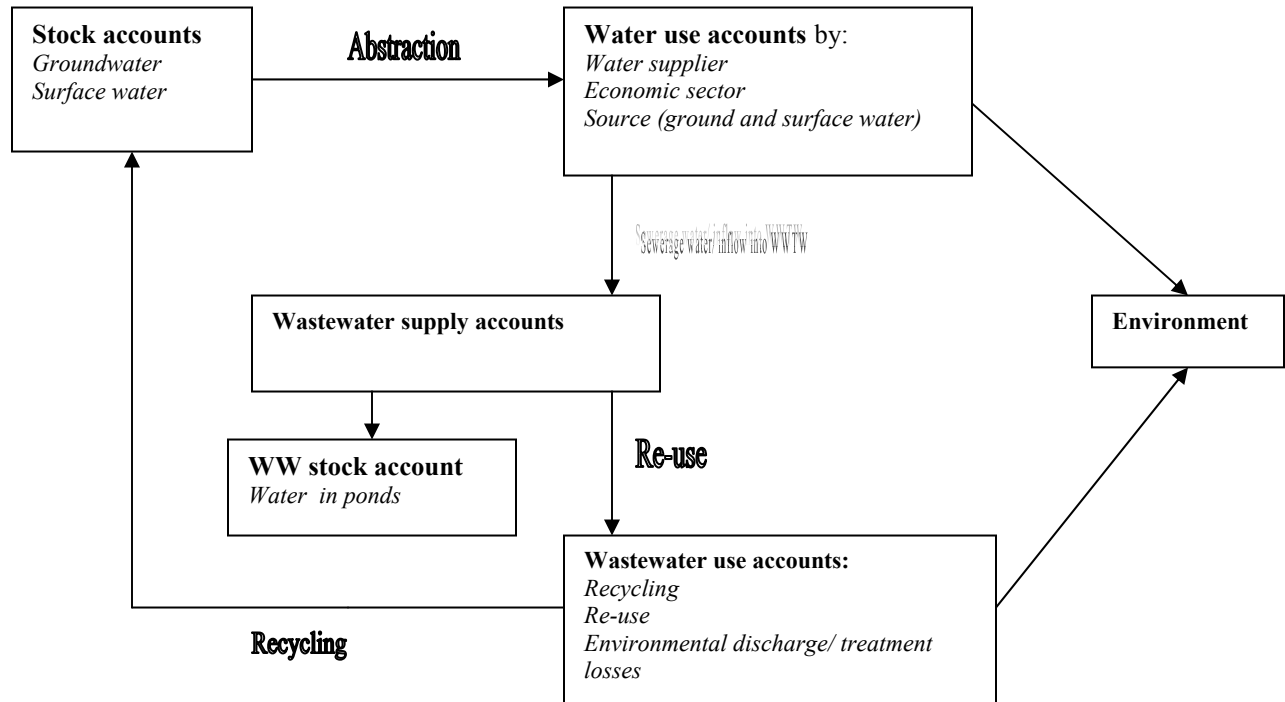 Stock accounts
Groundwater
Surface water
Abstraction
Water use accounts by:
Water supplier
Economic sector
Source (ground and surface water)
Sewerage water/ inflow into WWTW
Wastewater supply accounts
Environment
WW stock account
Water in ponds
Re-use
Wastewater use accounts:
Recycling
Re-use
Environmental discharge/ treatment
losses
Recycling